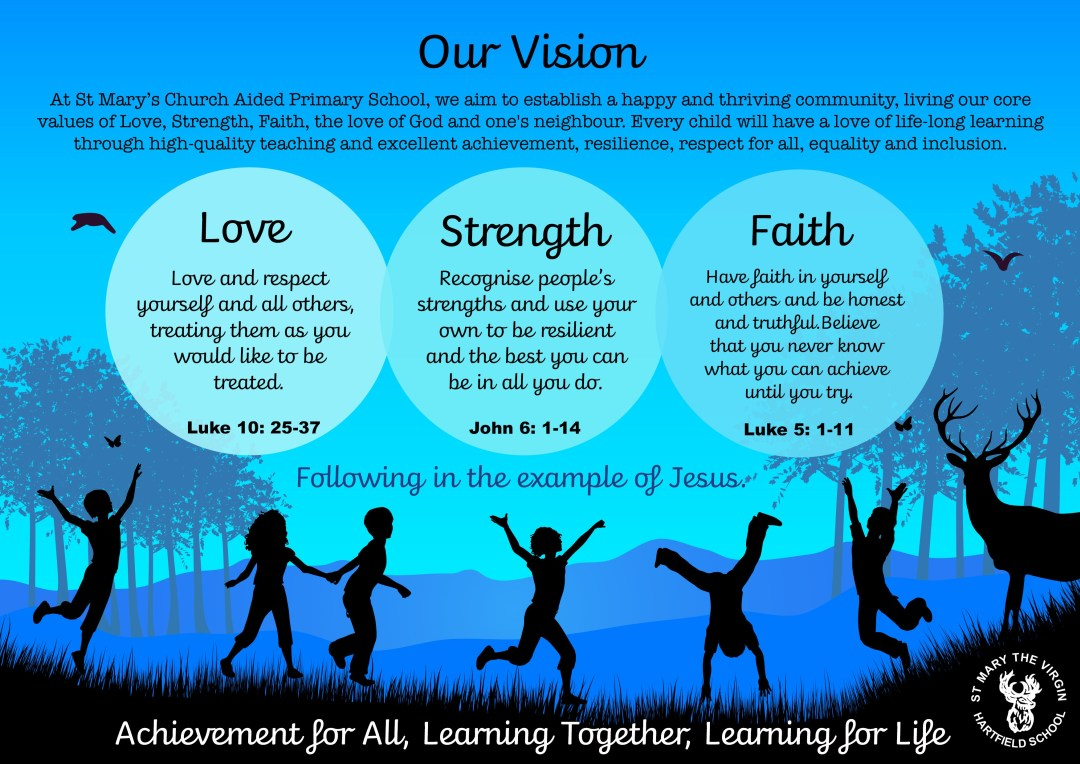 Our Vision
At St Mary's Church Aided Primary School, we aim to establish a happy and thriving community, living our core
values of Love, Strength, Faith, the love of God and one's neighbour. Every child will have a love of life-long learning
through high-quality teaching and excellent achievement, resilience, respect for all, equality and inclusion.
Love
Love and respect
yourself and all others,
treating them as you
would like to be
treated.
Luke 10: 25-37
Strength
Recognise people's
strengths and use your
own to be resilient
and the best you can
be in all you do.
John 6: 1-14
Faith
Have faith in yourself
and others and be honest
and truthful.Believe
that you never know
what you can achieve
until you try.
Luke 5: 1-11
Following in the example of Jesus.
Achievement for All, Learning Together, Learning for Life
ST MARY THE VIRGIN
HARTFIELD SCHOOL